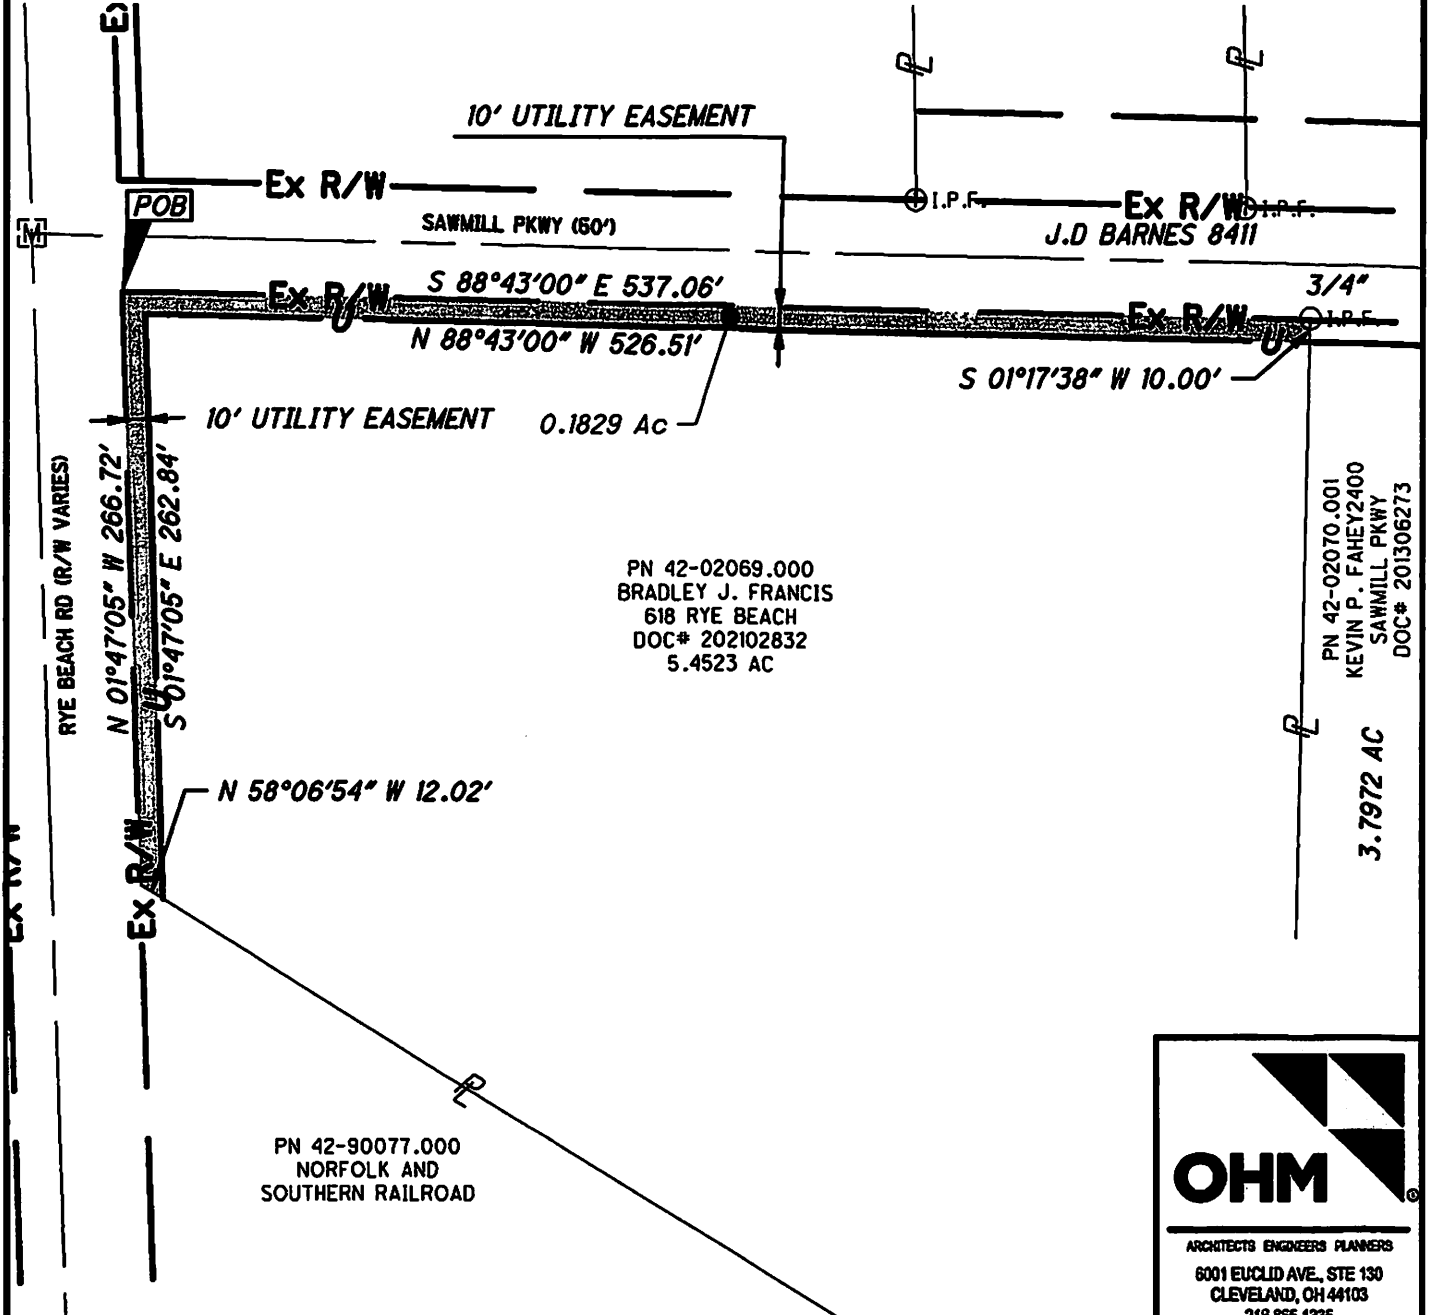 10' UTILITY EASEMENT
Ex R/W
POB
M
SAWMILL PKWY (60')
I.P.F.
Ex R/W
I.P.F.
J.D BARNES 8411
S 88°43'00" E 537.06'
3/4"
Ex R/W
U
Ex R/W
I.P.F.
N 88°43'00" W 526.51'
U
S 01°17'38" W 10.00'
10' UTILITY EASEMENT
0.1829 Ac
RYE BEACH RD (R/W VARIES)
N 01°47'05" W 266.72'
S 01°47'05" E 262.84'
U
PN 42-02069.000
BRADLEY J. FRANCIS
618 RYE BEACH
DOC# 202102832
5.4523 AC
PN 42-02070.001
KEVIN P. FAHEY2400
SAWMILL PKWY
DOC# 201306273
3.7972 AC
N 58°06'54" W 12.02'
Ex R/W
Ex R/W
PN 42-90077.000
NORFOLK AND
SOUTHERN RAILROAD
OHM
ARCHITECTS ENGINEERS PLANNERS
6001 EUCLID AVE., STE 130
CLEVELAND, OH 44103